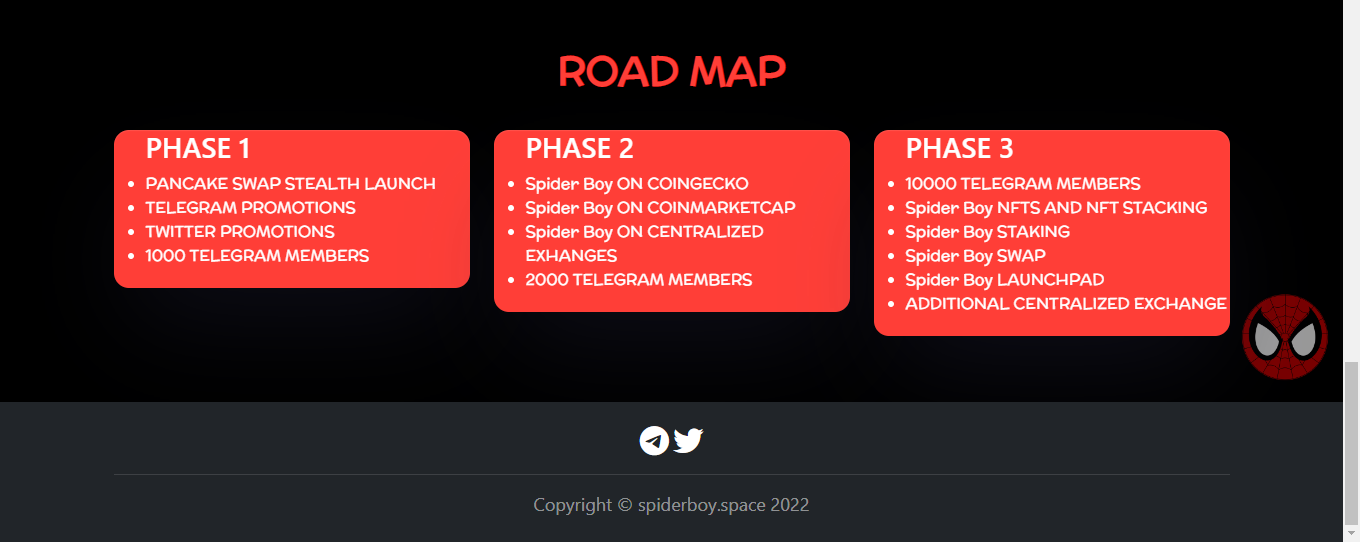 ROAD MAP
PHASE 1
PANCAKE SWAP STEALTH LAUNCH
TELEGRAM PROMOTIONS
TWITTER PROMOTIONS
1000 TELEGRAM MEMBERS
PHASE 2
Spider Boy ON COINGECKO
Spider Boy ON COINMARKETCAP
Spider Boy ON CENTRALIZED
EXHANGES
2000 TELEGRAM MEMBERS
PHASE 3
10000 TELEGRAM MEMBERS
Spider Boy NFTS AND NFT STACKING
Spider Boy STAKING
Spider Boy SWAP
Spider Boy LAUNCHPAD
ADDITIONAL CENTRALIZED EXCHANGE
Copyright © spiderboy.space 2022